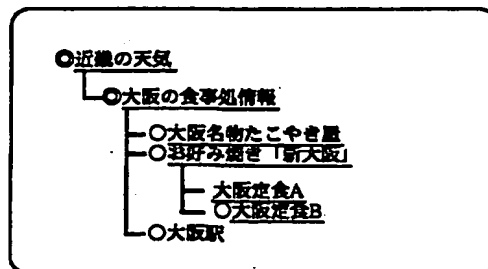 ◎近畿の天気
◎大阪の食事処情報
○大阪名物たこやき屋
○お好み焼き「新大阪」
大阪定食A
○大阪定食B
○大阪駅